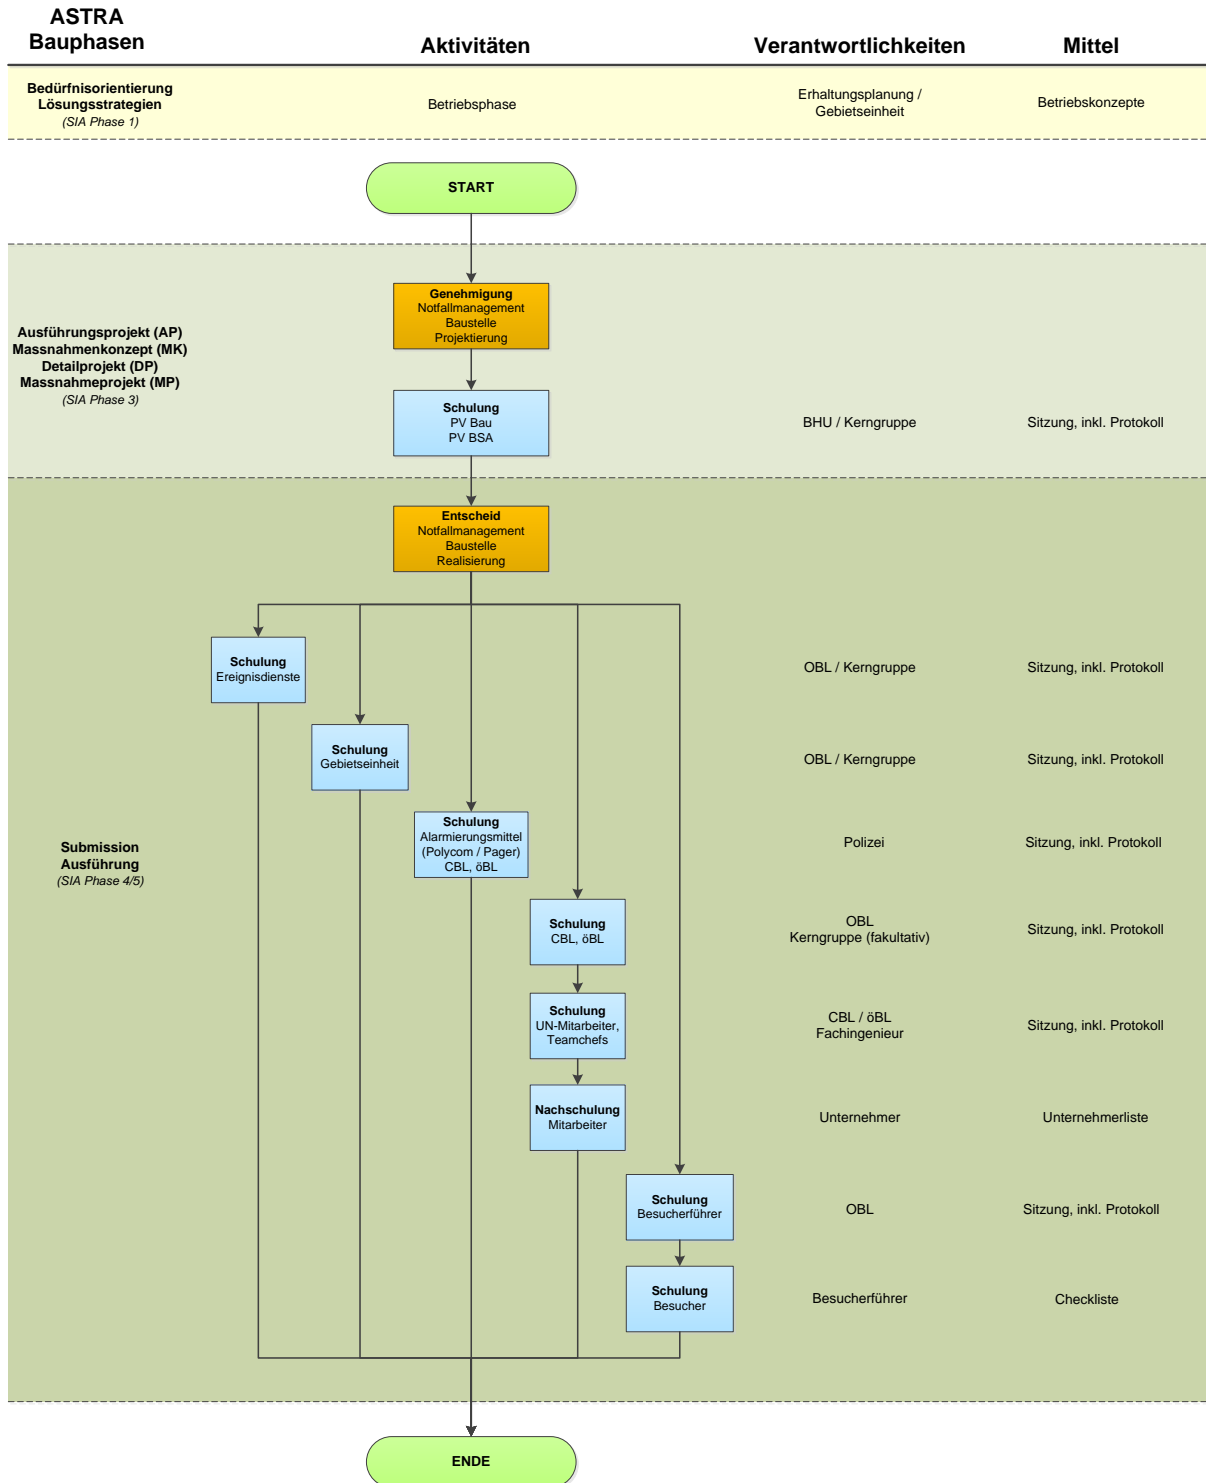 ASTRA
Bauphasen
Aktivitäten
Verantwortlichkeiten
Mittel
Bedürfnisorientierung
Lösungsstrategien
(SIA Phase 1)
Betriebsphase
Erhaltungsplanung /
Gebietseinheit
Betriebskonzepte
START
Ausführungsprojekt (AP)
Massnahmenkonzept (MK)
Detailprojekt (DP)
Massnahmeprojekt (MP)
(SIA Phase 3)
Genehmigung
Notfallmanagement
Baustelle
Projektierung
Schulung
PV Bau
PV BSA
BHU / Kerngruppe
Sitzung, inkl. Protokoll
Submission
Ausführung
(SIA Phase 4/5)
Entscheid
Notfallmanagement
Baustelle
Realisierung
Schulung
Ereignisdienste
OBL / Kerngruppe
Sitzung, inkl. Protokoll
Schulung
Gebietseinheit
OBL / Kerngruppe
Sitzung, inkl. Protokoll
Schulung
Alarmierungsmittel
(Polycom / Pager)
CBL, öBL
Polizei
Sitzung, inkl. Protokoll
Schulung
CBL, öBL
OBL
Kerngruppe (fakultativ)
Sitzung, inkl. Protokoll
Schulung
UN-Mitarbeiter,
Teamchefs
CBL / öBL
Fachingenieur
Sitzung, inkl. Protokoll
Nachschulung
Mitarbeiter
Unternehmer
Unternehmerliste
Schulung
Besucherführer
OBL
Sitzung, inkl. Protokoll
Schulung
Besucher
Besucherführer
Checkliste
ENDE